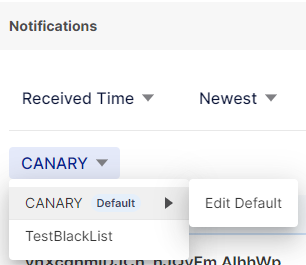 Notifications
Received Time Newest
CANARY
CANARY Default Edit Default
TestBlackList